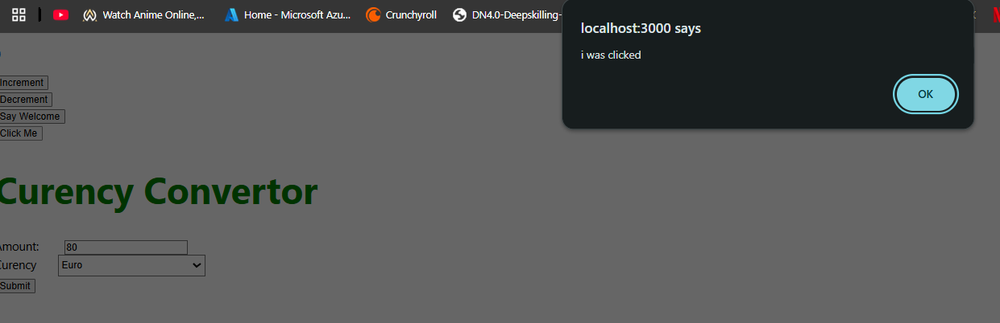 Watch Anime Online,... Home - Microsoft Azu... Crunchyroll DN4.0-Deepskilling-
localhost:3000 says
i was clicked
OK
Increment
Decrement
Say Welcome
Click Me
Curency Convertor
Amount: 80
Curency Euro
Submit